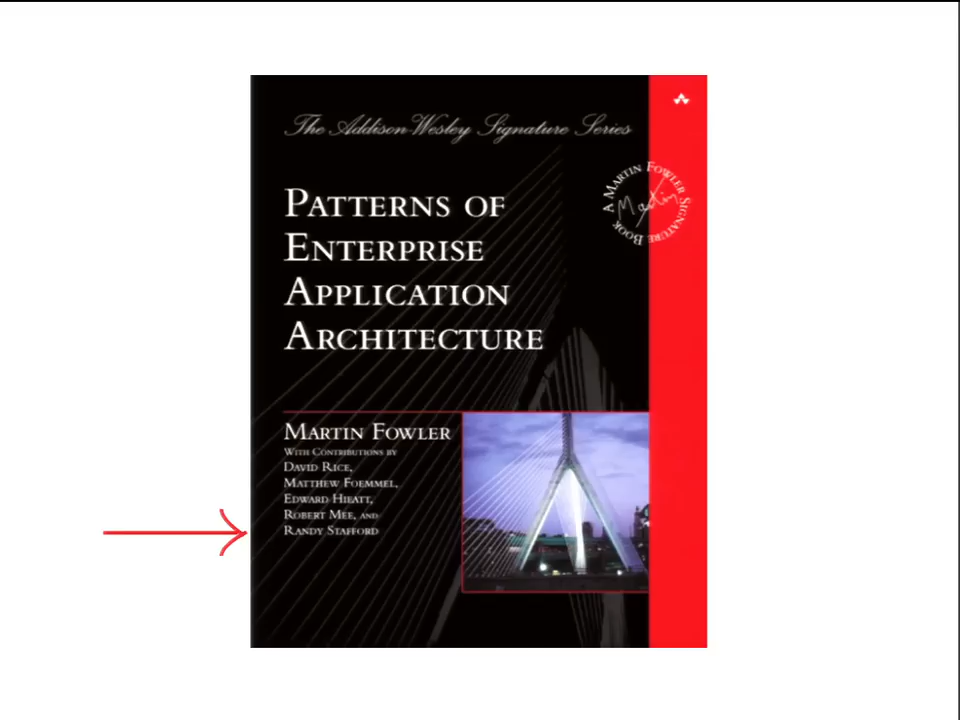 The Addison-Wesley Signature Series
A MARTIN FOWLER SIGNATURE BOOK
Martin
PATTERNS OF
ENTERPRISE
APPLICATION
ARCHITECTURE
MARTIN FOWLER
WITH CONTRIBUTIONS BY
DAVID RICE,
MATTHEW FOEMMEL,
EDWARD HIEATT,
ROBERT MEE, AND
RANDY STAFFORD